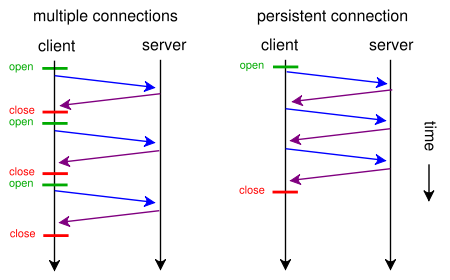 multiple connections
client server
open
close
open
close
open
close
persistent connection
client server
open
close
time